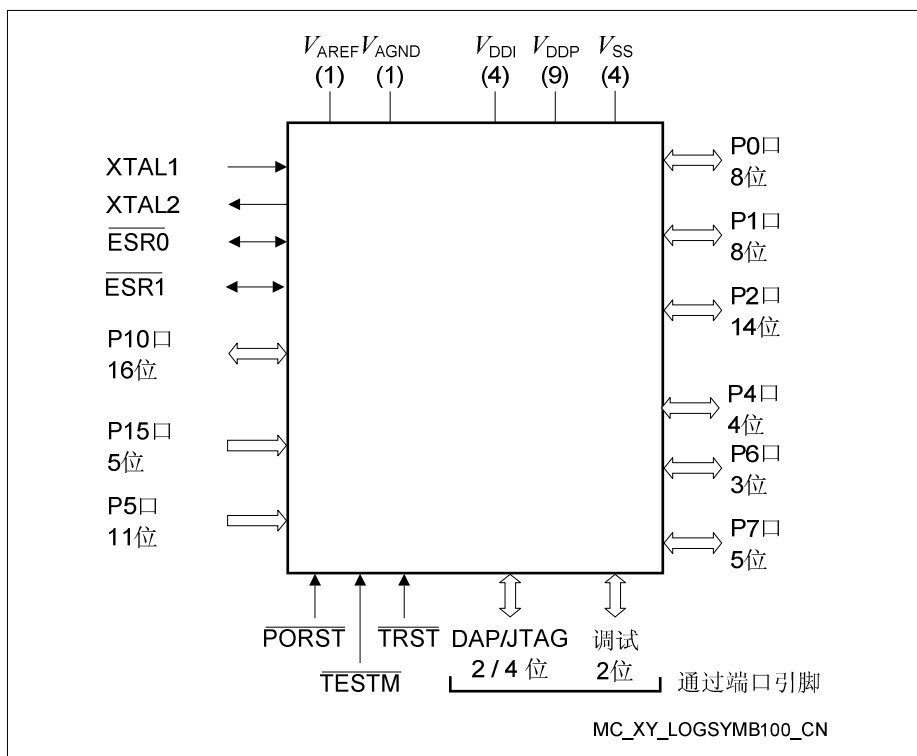 VAREF VAGND VDDI VDDP VSS
(1) (1) (4) (9) (4)
XTAL1
XTAL2
ESR0
ESR1
P10口
16位
P15口
5位
P5口
11位
P0口
8位
P1口
8位
P2口
14位
P4口
4位
P6口
3位
P7口
5位
PORST
TESTM
TRST
DAP/JTAG
2 / 4 位
调试
2位
通过端口引脚
MC_XY_LOGSYMB100_CN